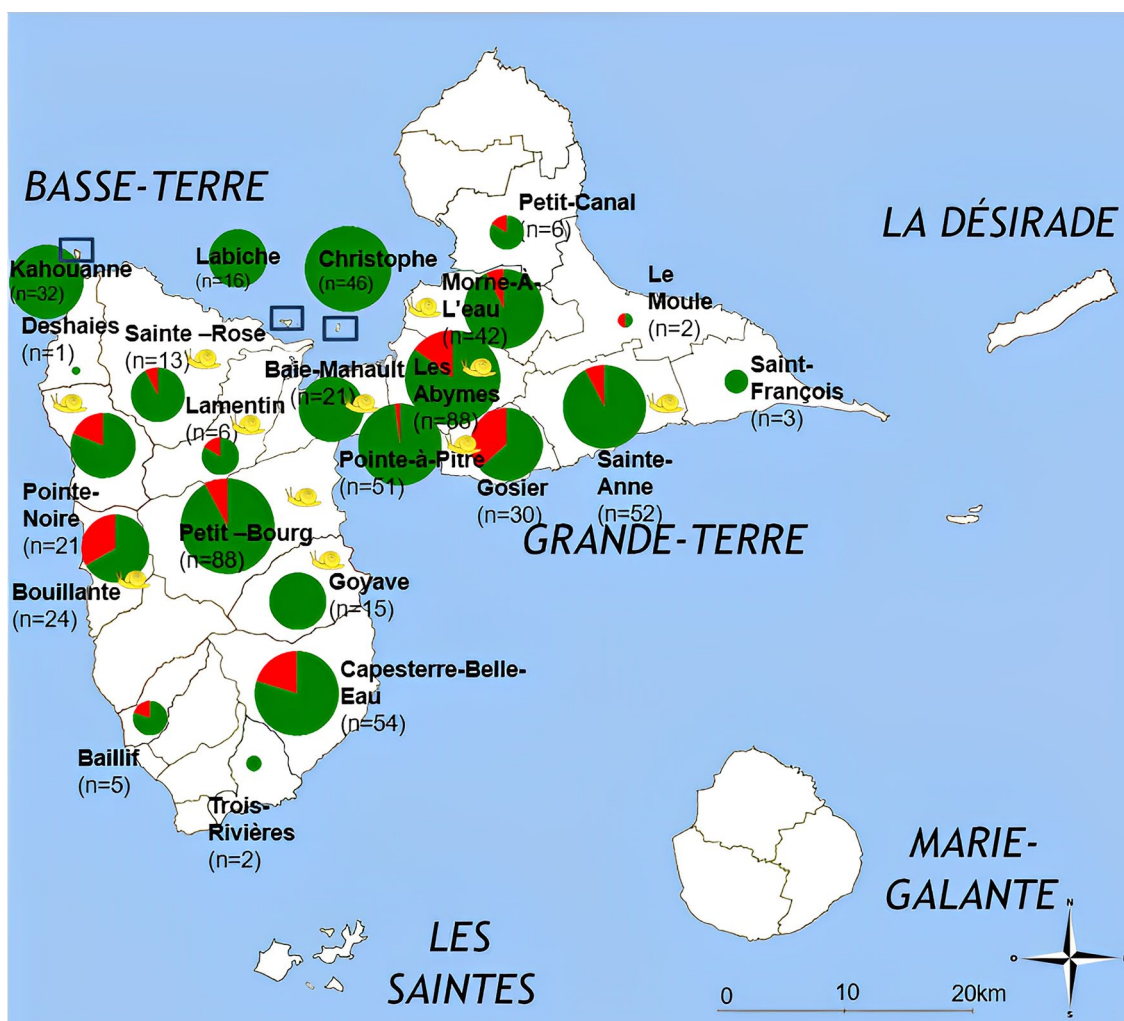 BASSE-TERRE
Petit-Canal
(n=6)
LA DÉSIRADE
Kahouanne
(n=32)
Labiche
(n=16)
Christophe
(n=46)
Morne-À-
L'eau
(n=42)
Le
Moule
(n=2)
Deshaies
(n=1)
Sainte –Rose
(n=13)
Baie-Mahault
(n=21)
Les
Abymes
(n=88)
Saint-
François
(n=3)
Lamentin
(n=6)
Pointe-à-Pitre
(n=51)
Gosier
(n=30)
Sainte-
Anne
(n=52)
GRANDE-TERRE
Pointe-
Noire
(n=21
Petit –Bourg
(n=88)
Bouillante
(n=24)
Goyave
(n=15)
Capesterre-Belle-
Eau
(n=54)
Baillif
(n=5)
Trois-
Rivières
(n=2)
MARIE-
GALANTE
LES
SAINTES
N
O
S
0 10 20km